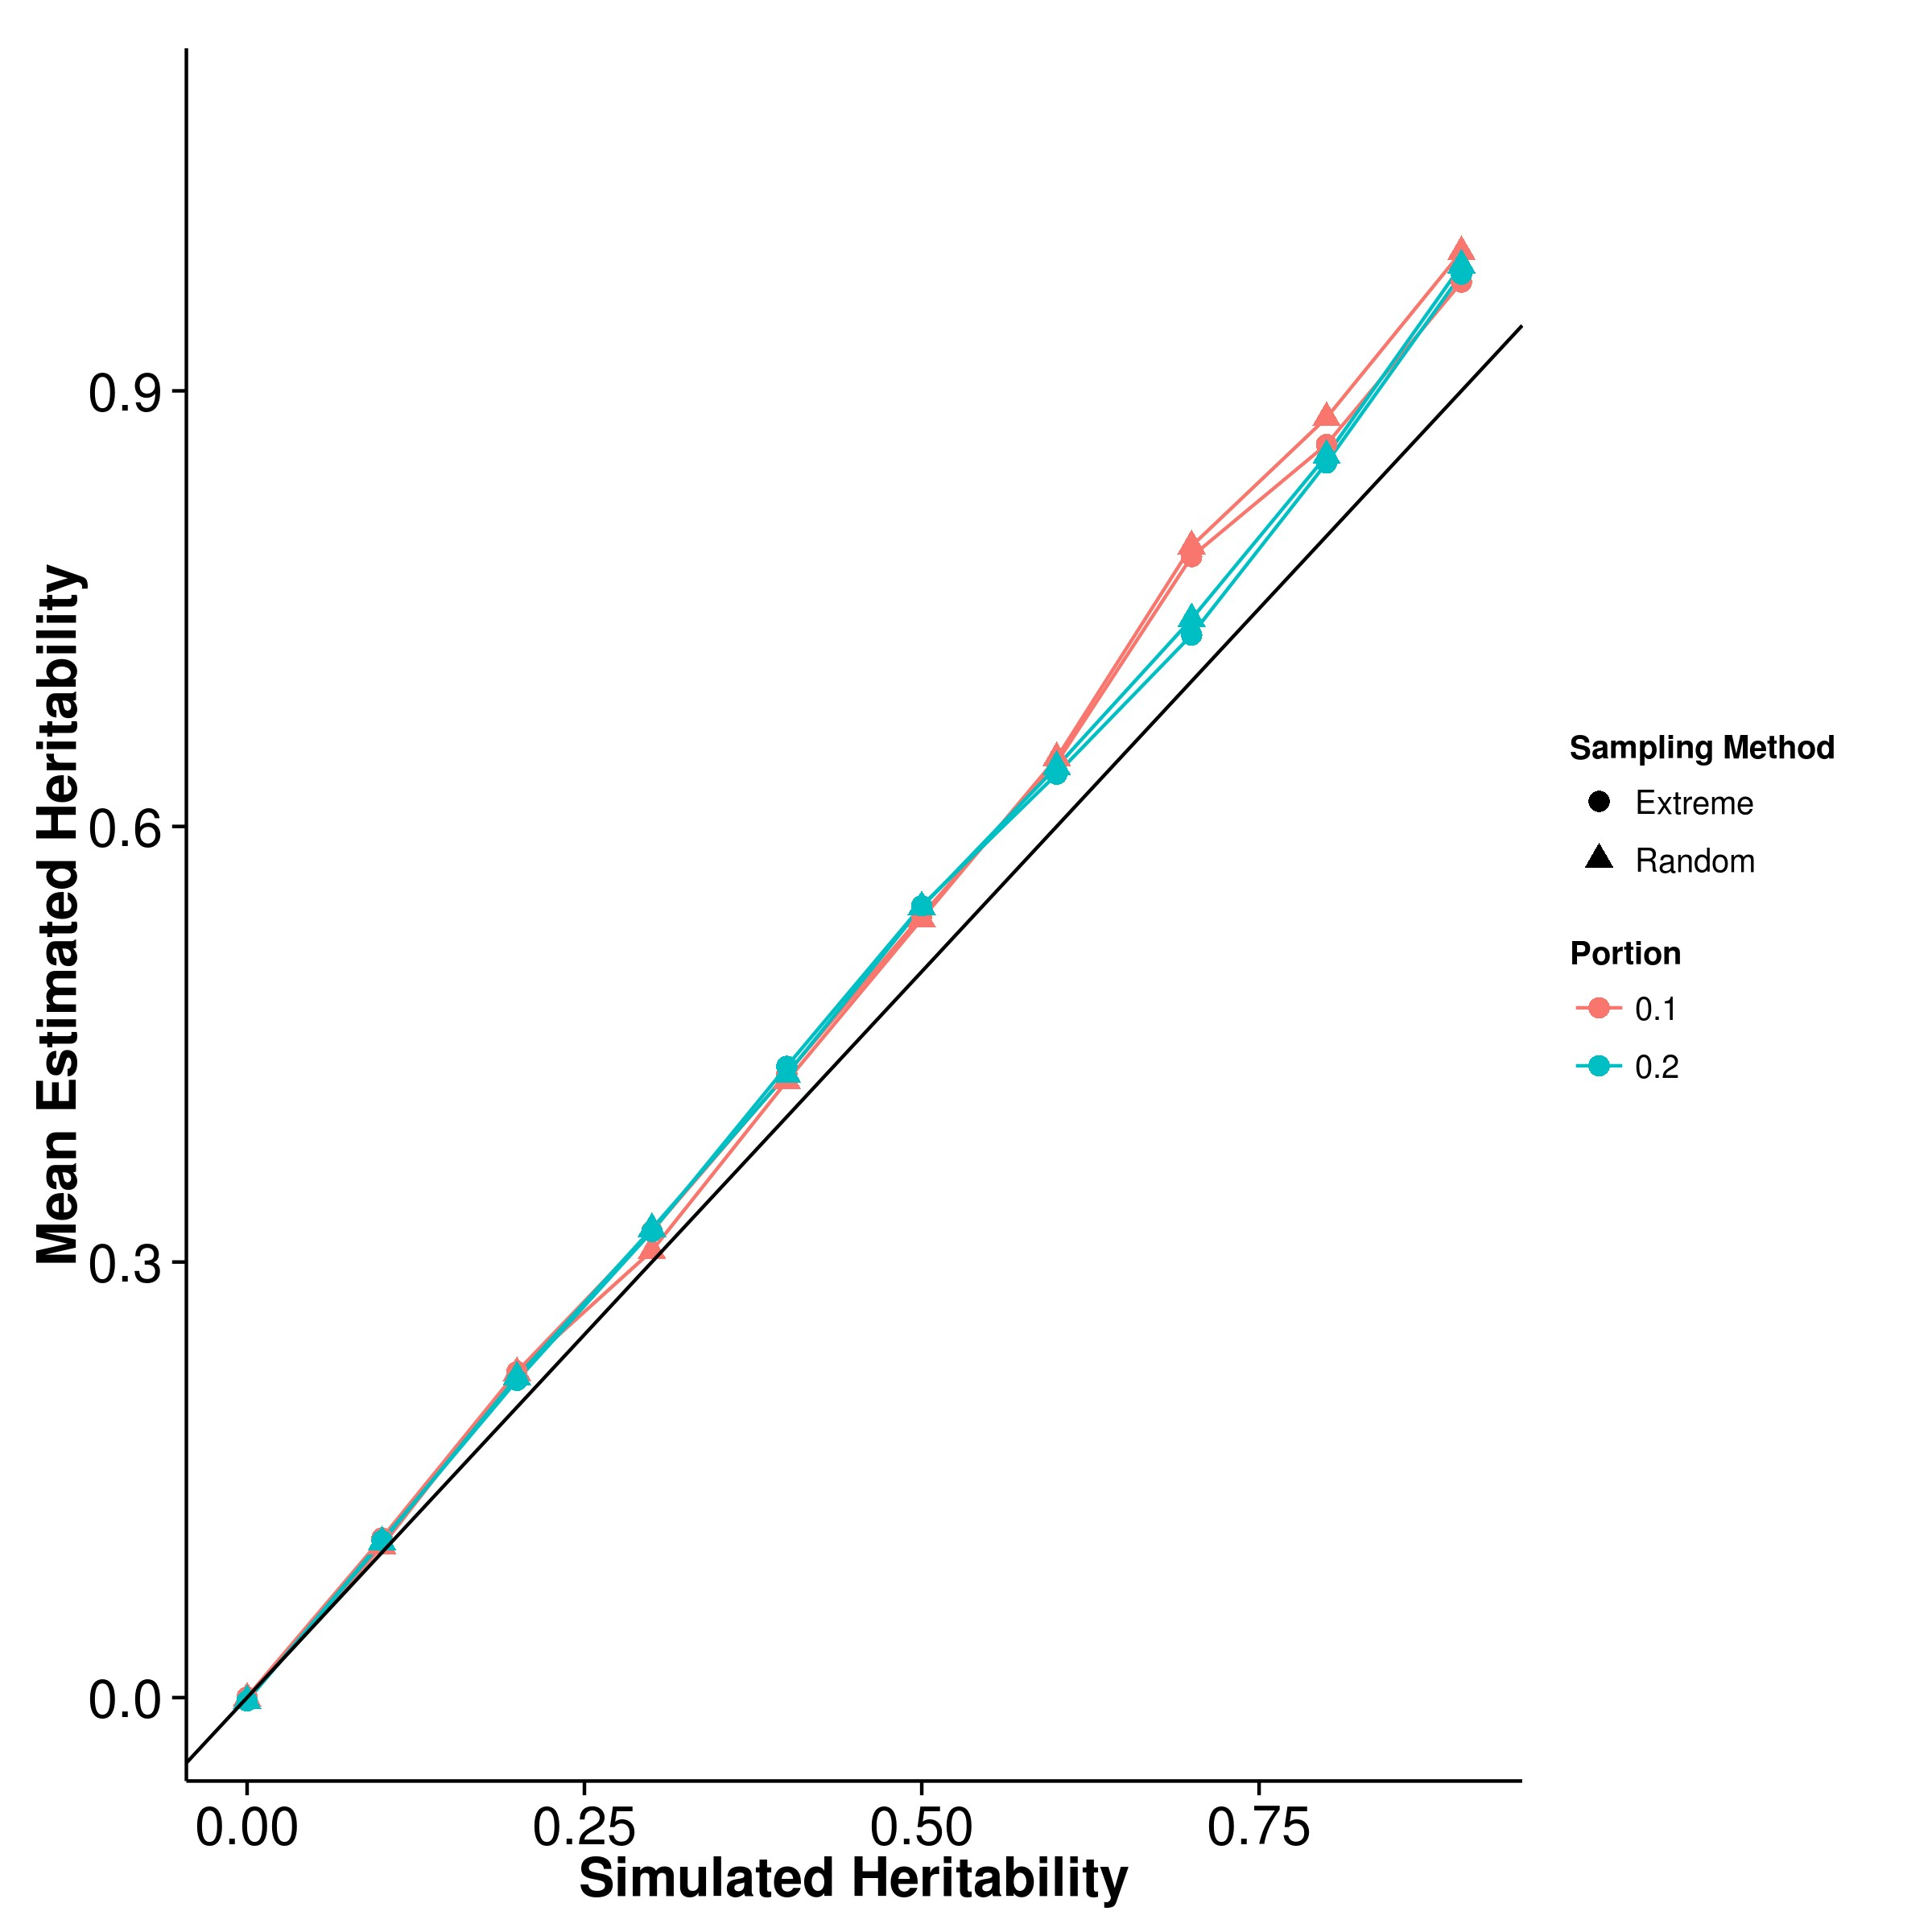 Mean Estimated Heritability
0.9
0.6
0.3
0.0
0.00 0.25 0.50 0.75
Simulated Heritability
Sampling Method
Extreme
Random
Portion
0.1
0.2